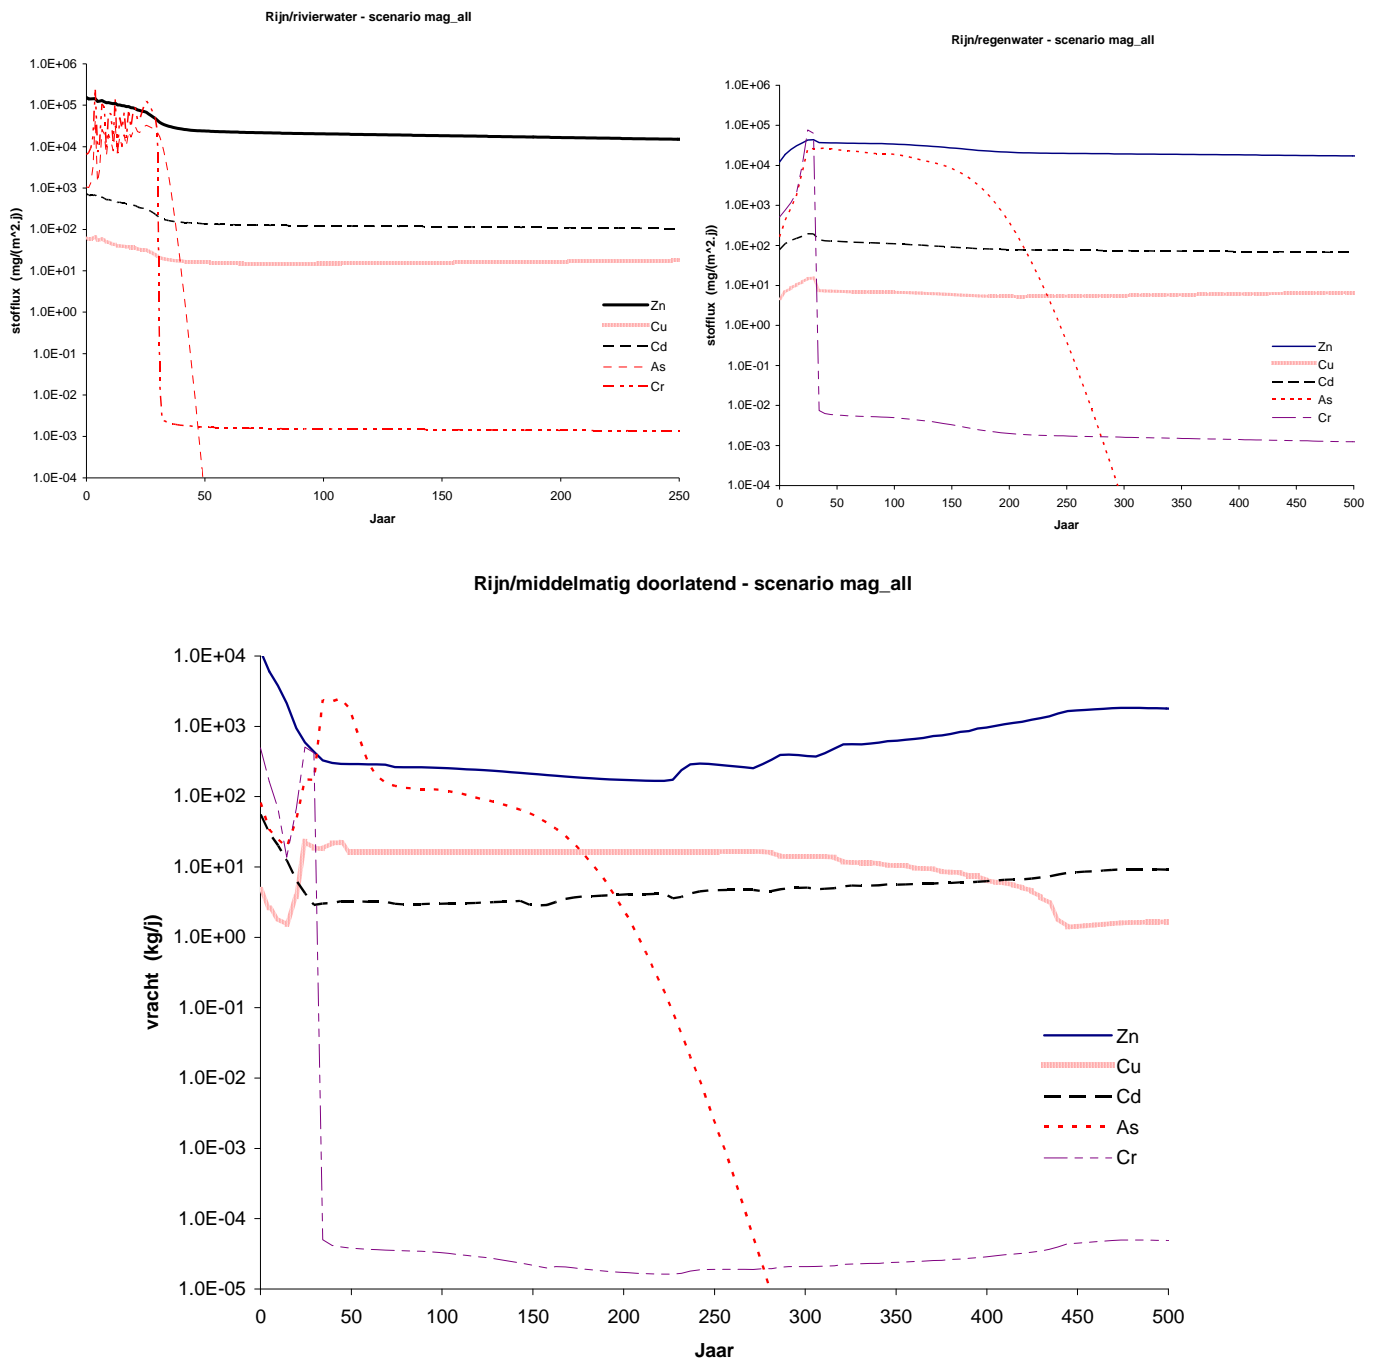 Rijn/rivierwater - scenario mag_all
stofflux (mg/(m^2.j))
1.0E+06
1.0E+05
1.0E+04
1.0E+03
1.0E+02
1.0E+01
1.0E+00
1.0E-01
1.0E-02
1.0E-03
1.0E-04
0 50 100 150 200 250
Jaar
Zn
Cu
Cd
As
Cr
Rijn/regenwater - scenario mag_all
stofflux (mg/(m^2.j))
1.0E+06
1.0E+05
1.0E+04
1.0E+03
1.0E+02
1.0E+01
1.0E+00
1.0E-01
1.0E-02
1.0E-03
1.0E-04
0 50 100 150 200 250 300 350 400 450 500
Jaar
Zn
Cu
Cd
As
Cr
Rijn/middelmatig doorlatend - scenario mag_all
vracht (kg/j)
1.0E+04
1.0E+03
1.0E+02
1.0E+01
1.0E+00
1.0E-01
1.0E-02
1.0E-03
1.0E-04
1.0E-05
0 50 100 150 200 250 300 350 400 450 500
Jaar
Zn
Cu
Cd
As
Cr